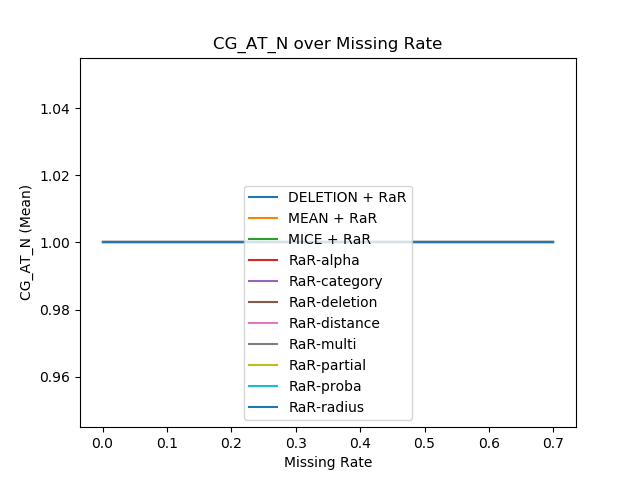 CG_AT_N over Missing Rate
CG_AT_N (Mean)
1.04
1.02
1.00
0.98
0.96
DELETION + RaR
MEAN + RaR
MICE + RaR
RaR-alpha
RaR-category
RaR-deletion
RaR-distance
RaR-multi
RaR-partial
RaR-proba
RaR-radius
0.0 0.1 0.2 0.3 0.4 0.5 0.6 0.7
Missing Rate